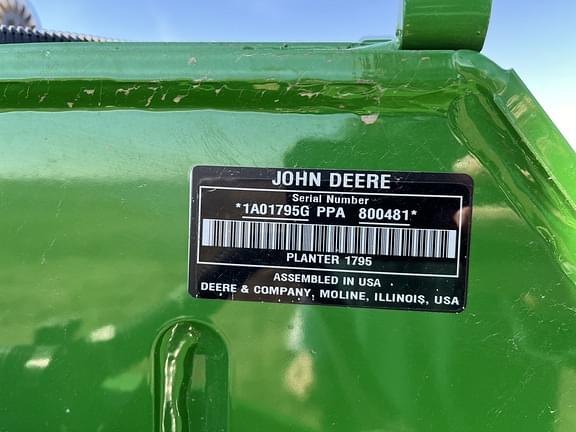 JOHN DEERE
Serial Number
*1A01795G PPA 800481*
PLANTER 1795
ASSEMBLED IN USA
DEERE & COMPANY, MOLINE, ILLINOIS, USA